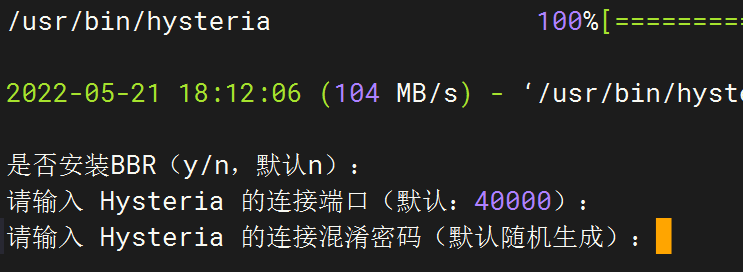 /usr/bin/hysteria 100%[=========
2022-05-21 18:12:06 (104 MB/s) - ‘/usr/bin/hyst
是否安装BBR（y/n，默认n）：
请输入 Hysteria 的连接端口（默认：40000）：
请输入 Hysteria 的连接混淆密码（默认随机生成）：